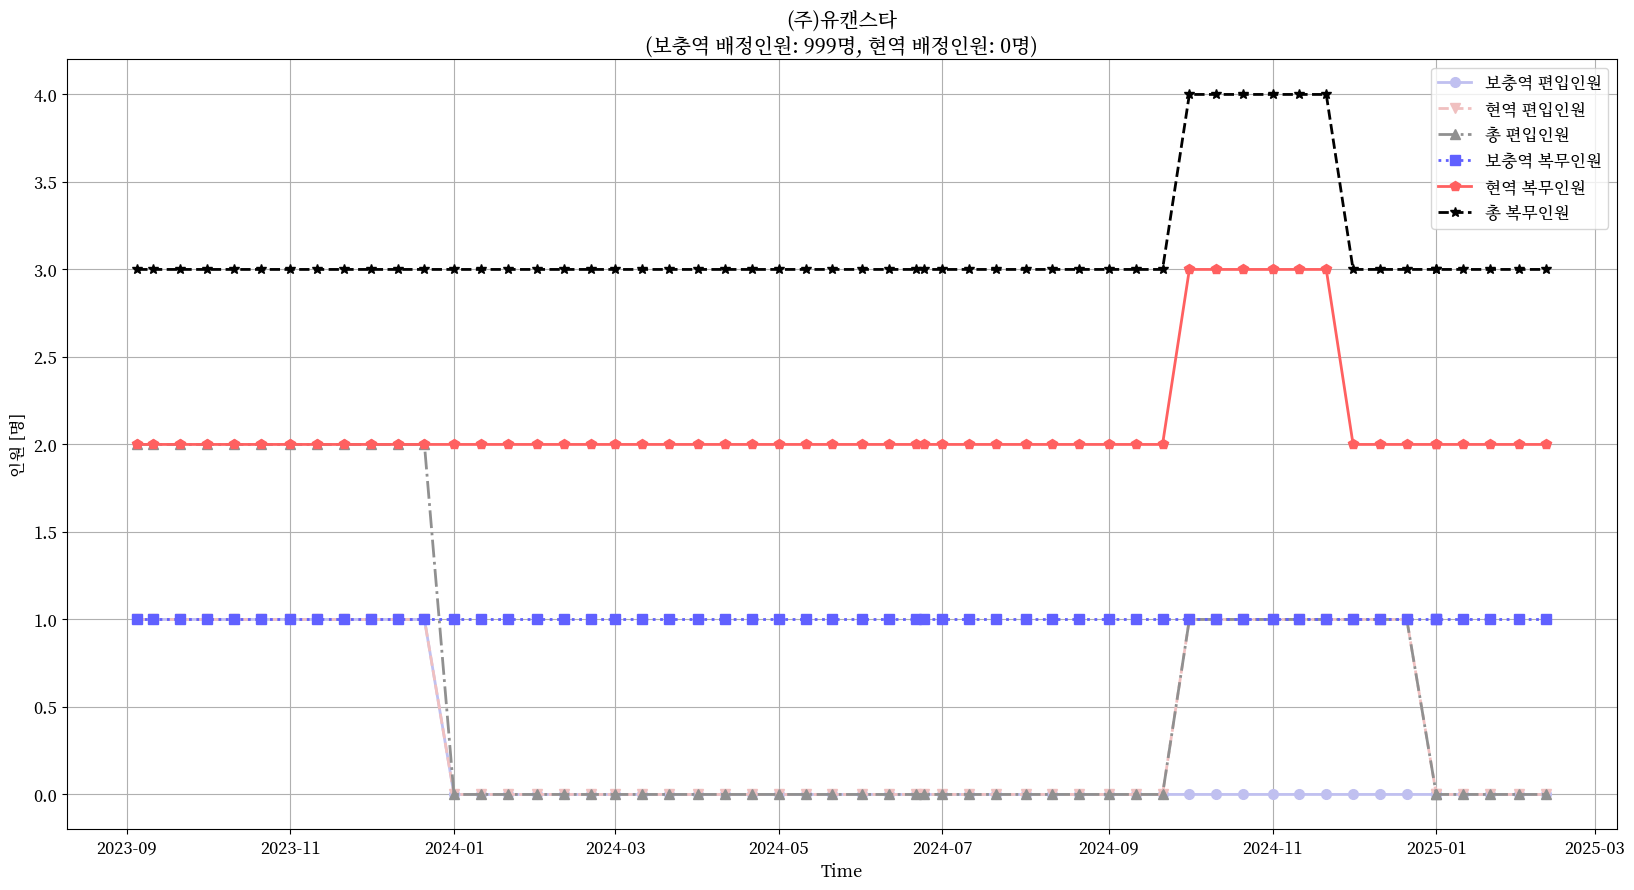 (주)유캔스타
(보충역 배정인원: 999명, 현역 배정인원: 0명)
보충역 편입인원
현역 편입인원
총 편입인원
보충역 복무인원
현역 복무인원
총 복무인원
인원 [명]
4.0
3.5
3.0
2.5
2.0
1.5
1.0
0.5
0.0
2023-09 2023-11 2024-01 2024-03 2024-05 2024-07 2024-09 2024-11 2025-01 2025-03
Time